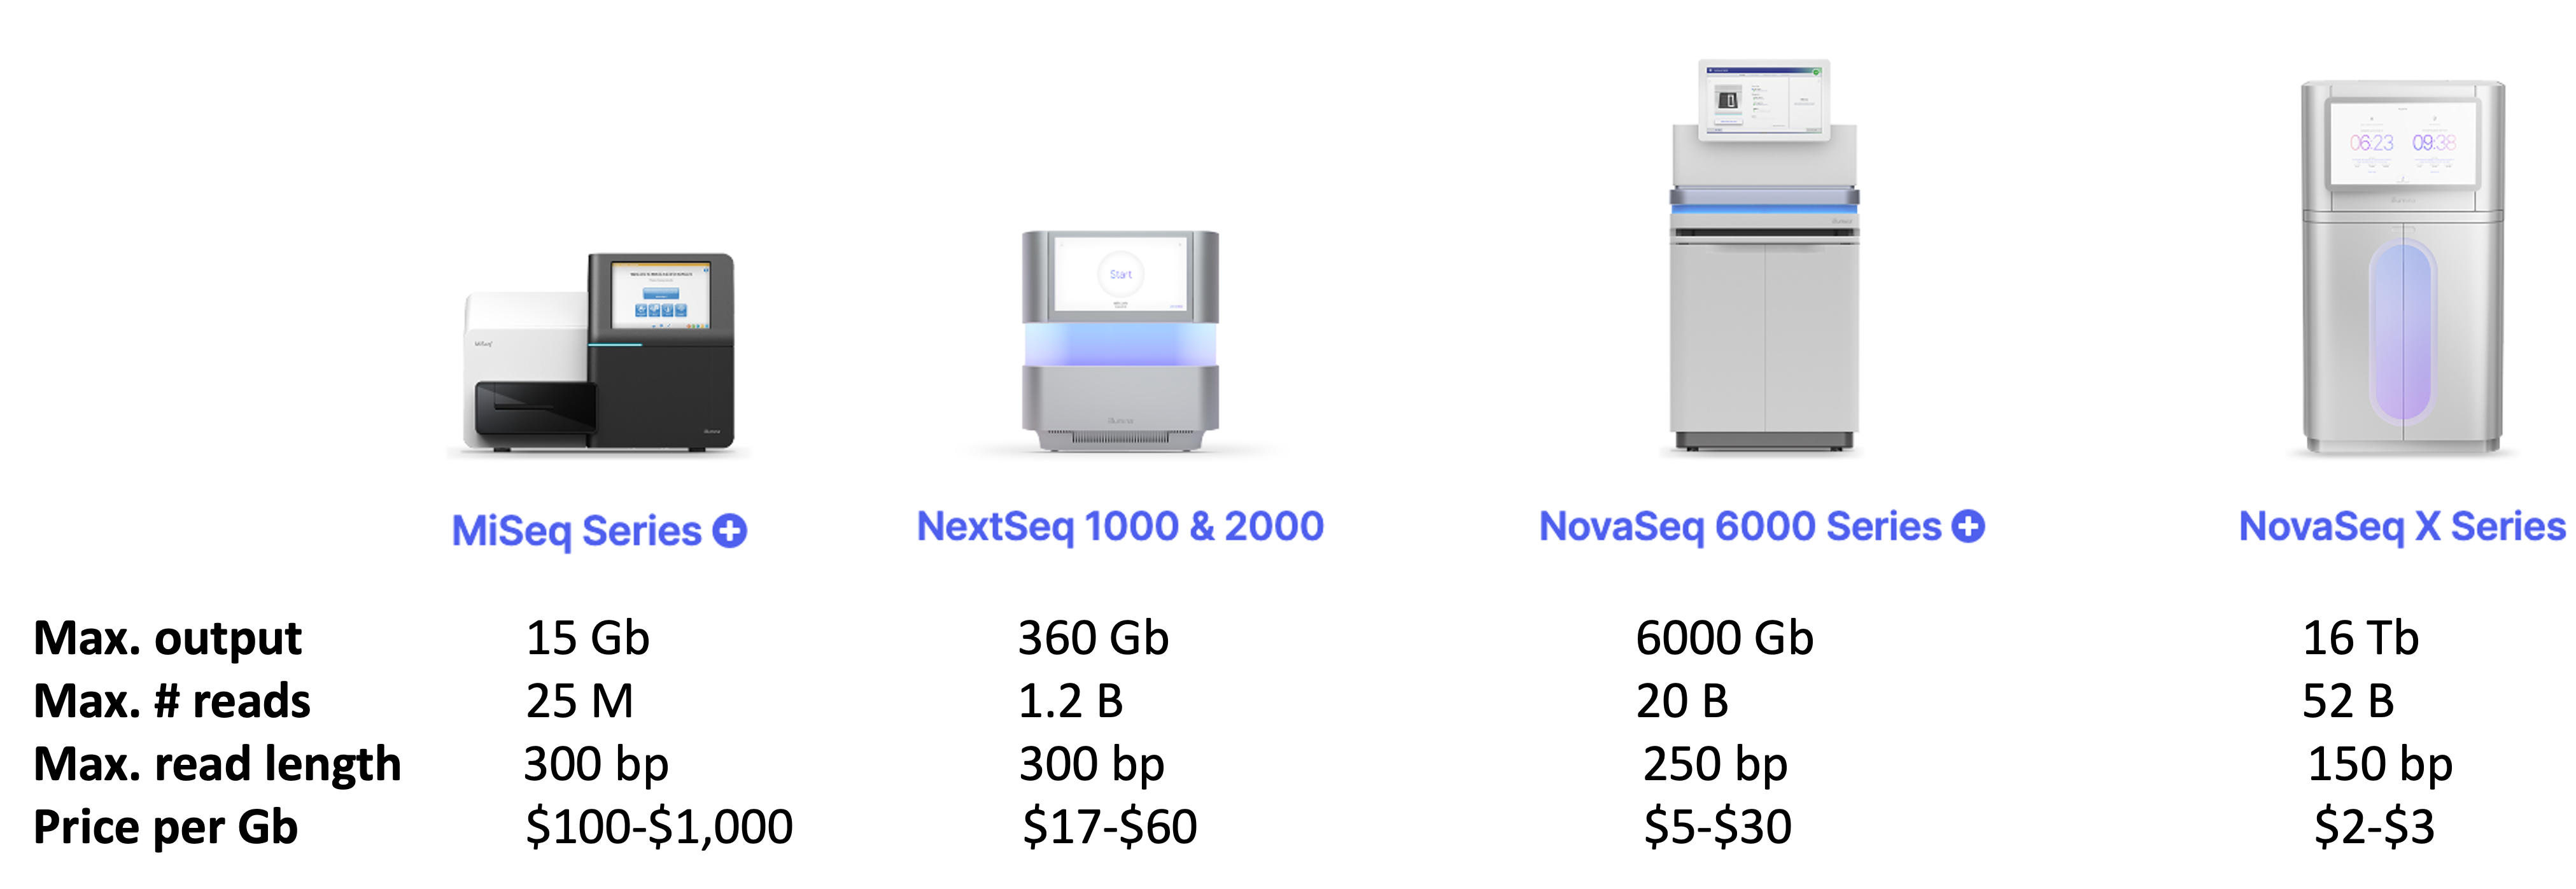 Start
06:23 09:38
MiSeq Series
NextSeq 1000 & 2000
NovaSeq 6000 Series
NovaSeq X Series
Max. output 15 Gb 360 Gb 6000 Gb 16 Tb
Max. # reads 25 M 1.2 B 20 B 52 B
Max. read length 300 bp 300 bp 250 bp 150 bp
Price per Gb $100-$1,000 $17-$60 $5-$30 $2-$3